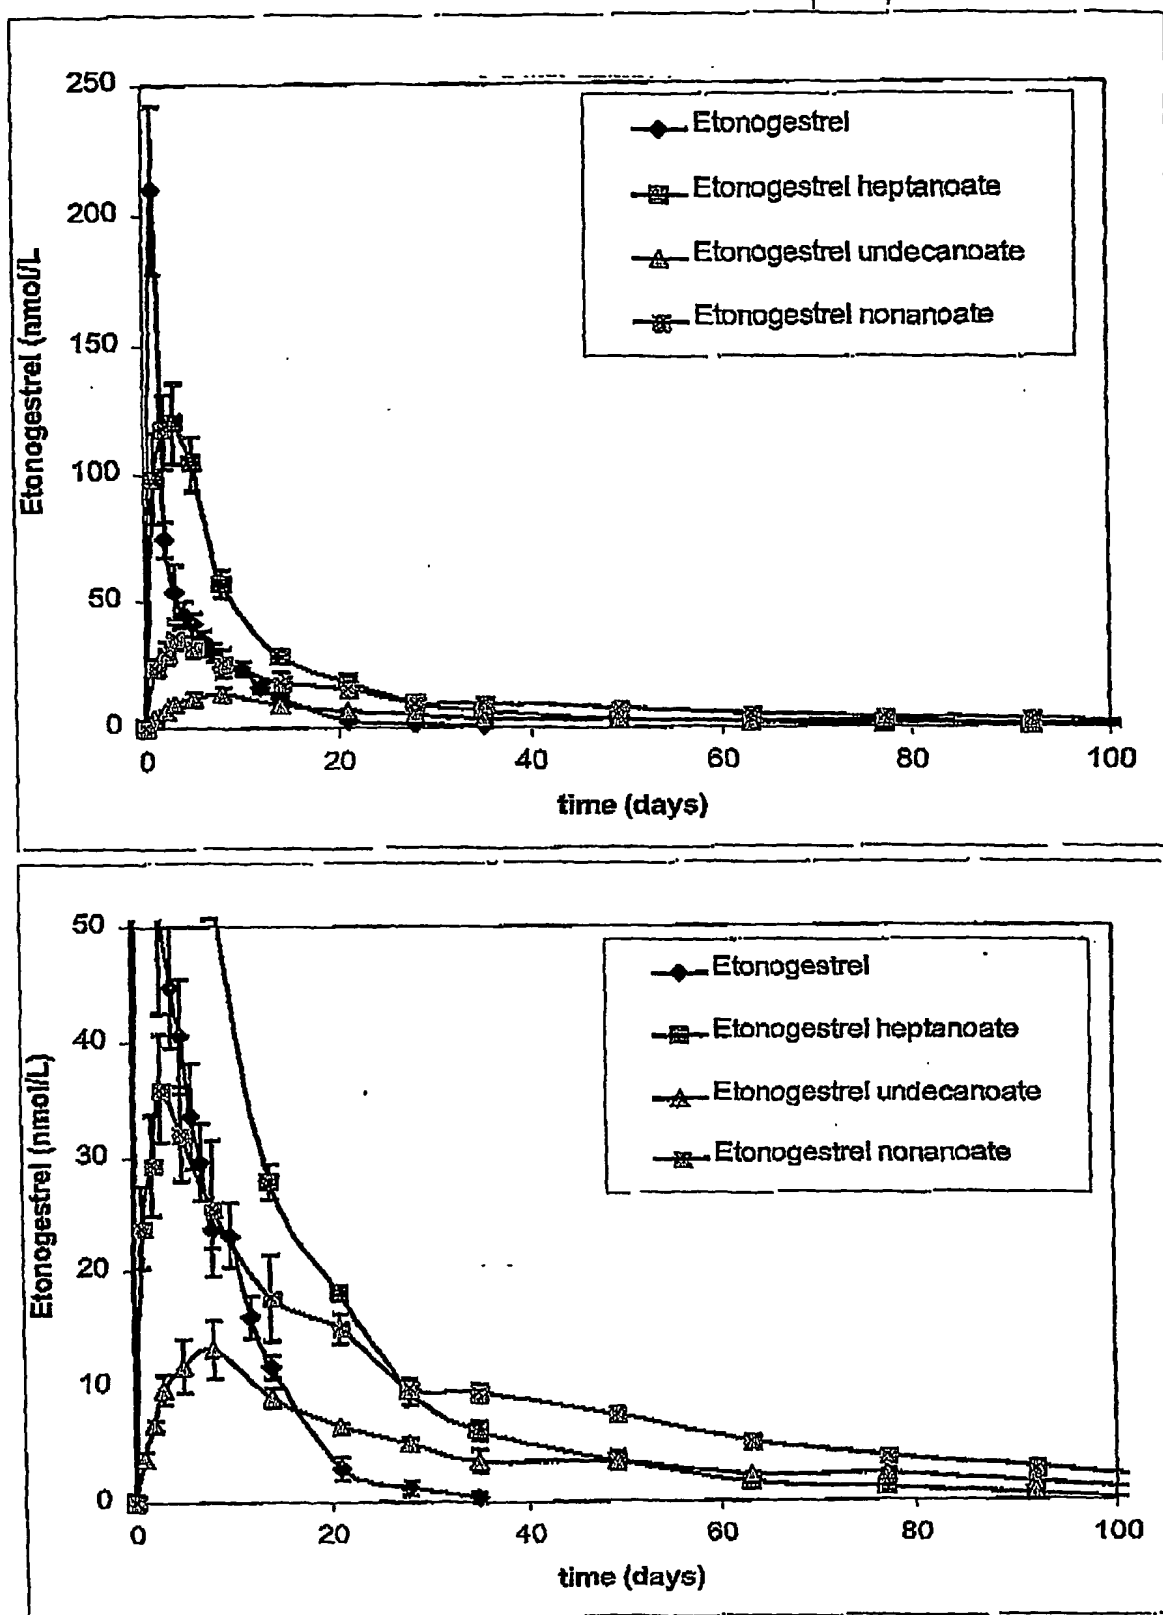 250
200
150
100
50
0
Etonogestrel (nmol/L
Etonogestrel
Etonogestrel heptanoate
Etonogestrel undecanoate
Etonogestrel nonanoate
0 20 40 60 80 100
time (days)
50
40
30
20
10
0
Etonogestrel (nmol/L)
Etonogestrel
Etonogestrel heptanoate
Etonogestrel undecanoate
Etonogestrel nonanoate
0 20 40 60 80 100
time (days)